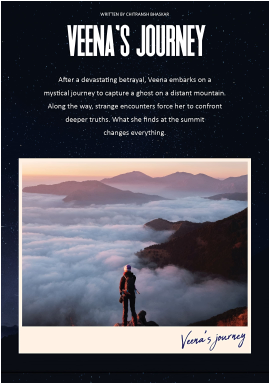 WRITTEN BY CHITRANSH BHASKAR
VEENA'S JOURNEY
After a devastating betrayal, Veena embarks on a
mystical journey to capture a ghost on a distant mountain.
Along the way, strange encounters force her to confront
deeper truths. What she finds at the summit
changes everything.
Veena's journey